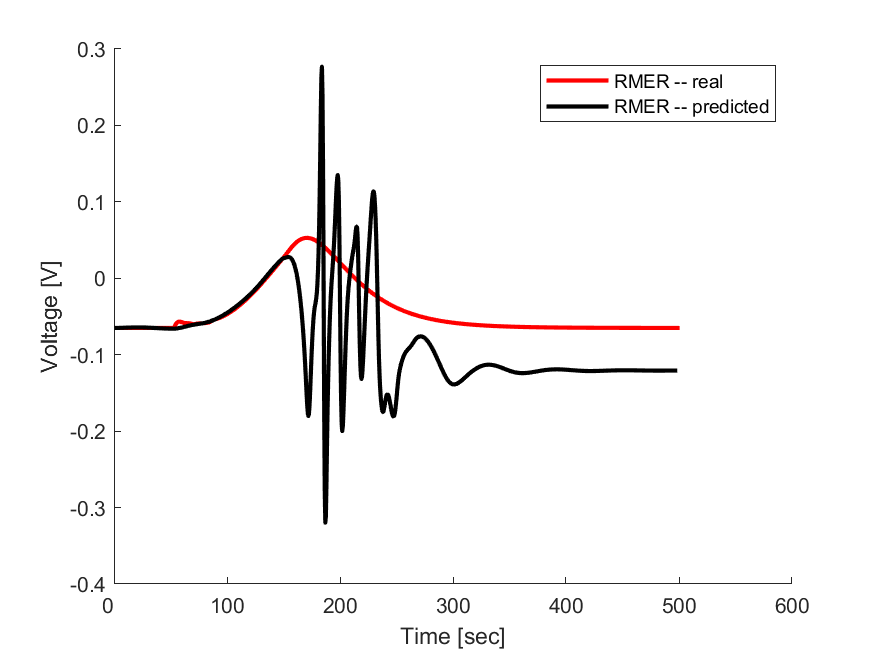 0.3
0.2
0.1
0
-0.1
-0.2
-0.3
-0.4
Voltage [V]
RMER -- real
RMER -- predicted
0 100 200 300 400 500 600
Time [sec]